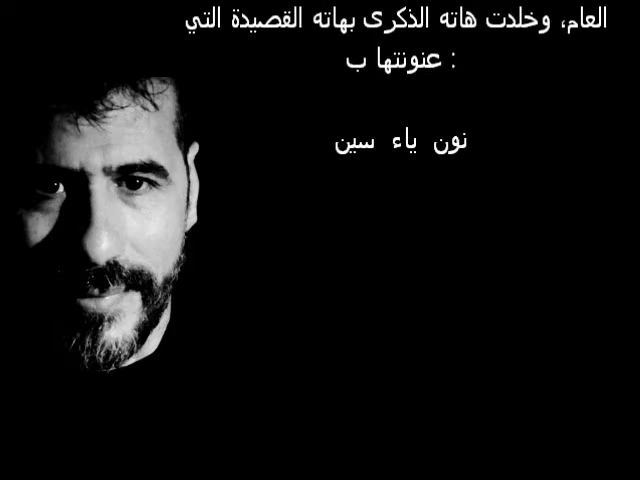 العام، وخلدت هاته الذكرى بهاته القصيدة التي
عنونتها ب :
نون ياء سين